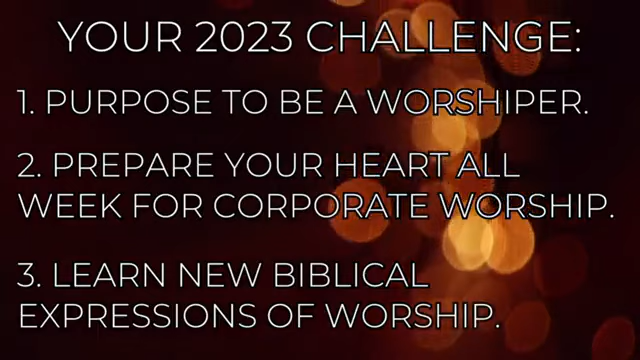 YOUR 2023 CHALLENGE:
1. PURPOSE TO BE A WORSHIPER.
2. PREPARE YOUR HEART ALL
WEEK FOR CORPORATE WORSHIP.
3. LEARN NEW BIBLICAL
EXPRESSIONS OF WORSHIP.